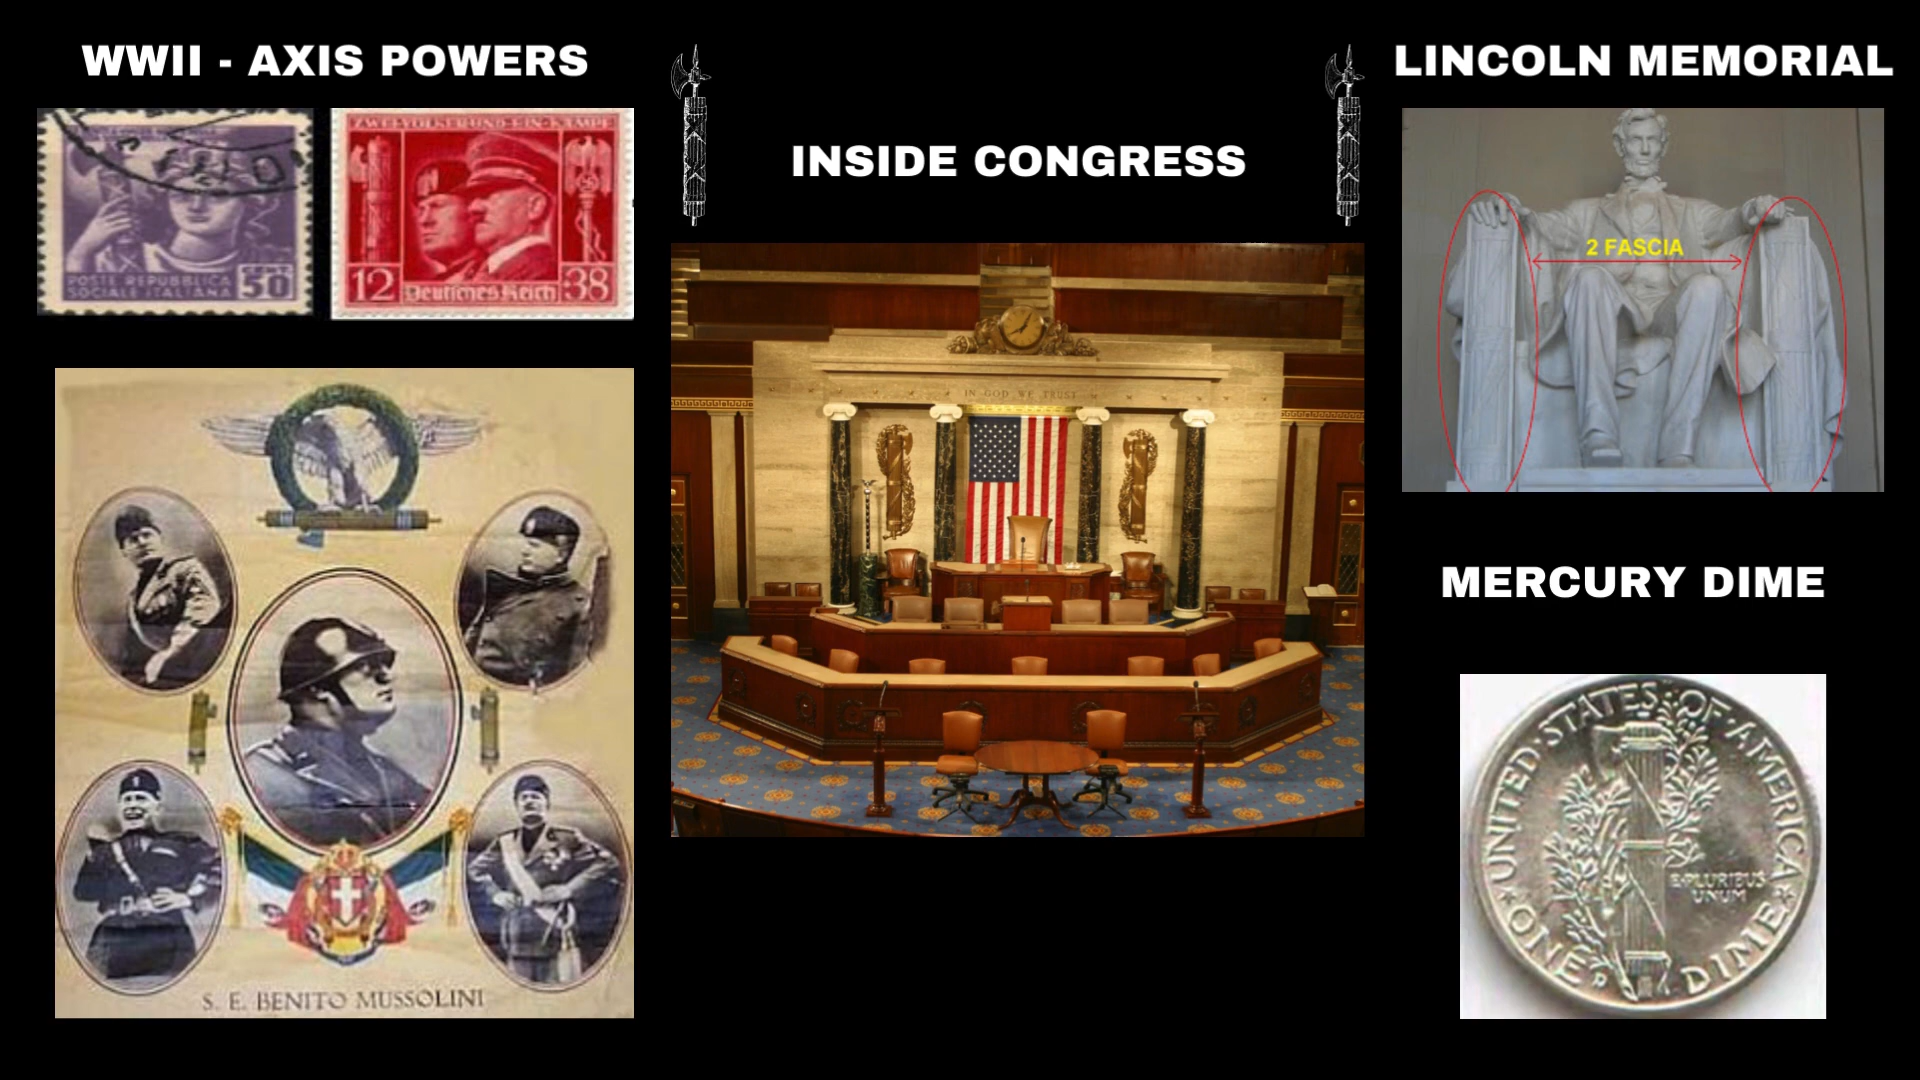 WWII - AXIS POWERS
INSIDE CONGRESS
LINCOLN MEMORIAL
POSTE REPUBBLICA
SOCIALE ITALIANA
50
ZWEI VÖLKER UND EIN KAMPF
12 Deutsches Reich 38
2 FASCIA
IN GOD WE TRUST
MERCURY DIME
UNITED·STATES·OF·AMERICA
E·PLURIBUS
UNUM
ONE DIME
D
S. E. BENITO MUSSOLINI